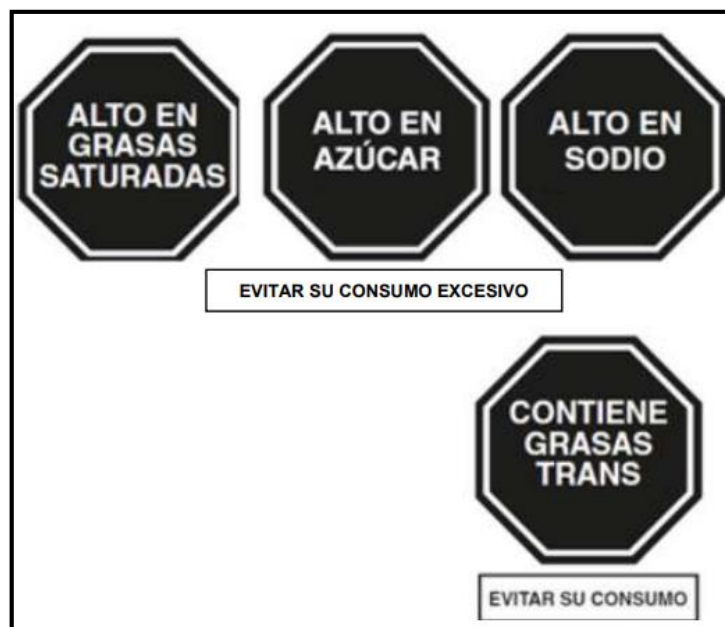 ALTO EN
GRASAS
SATURADAS
ALTO EN
AZÚCAR
ALTO EN
SODIO
EVITAR SU CONSUMO EXCESIVO
CONTIENE
GRASAS
TRANS
EVITAR SU CONSUMO